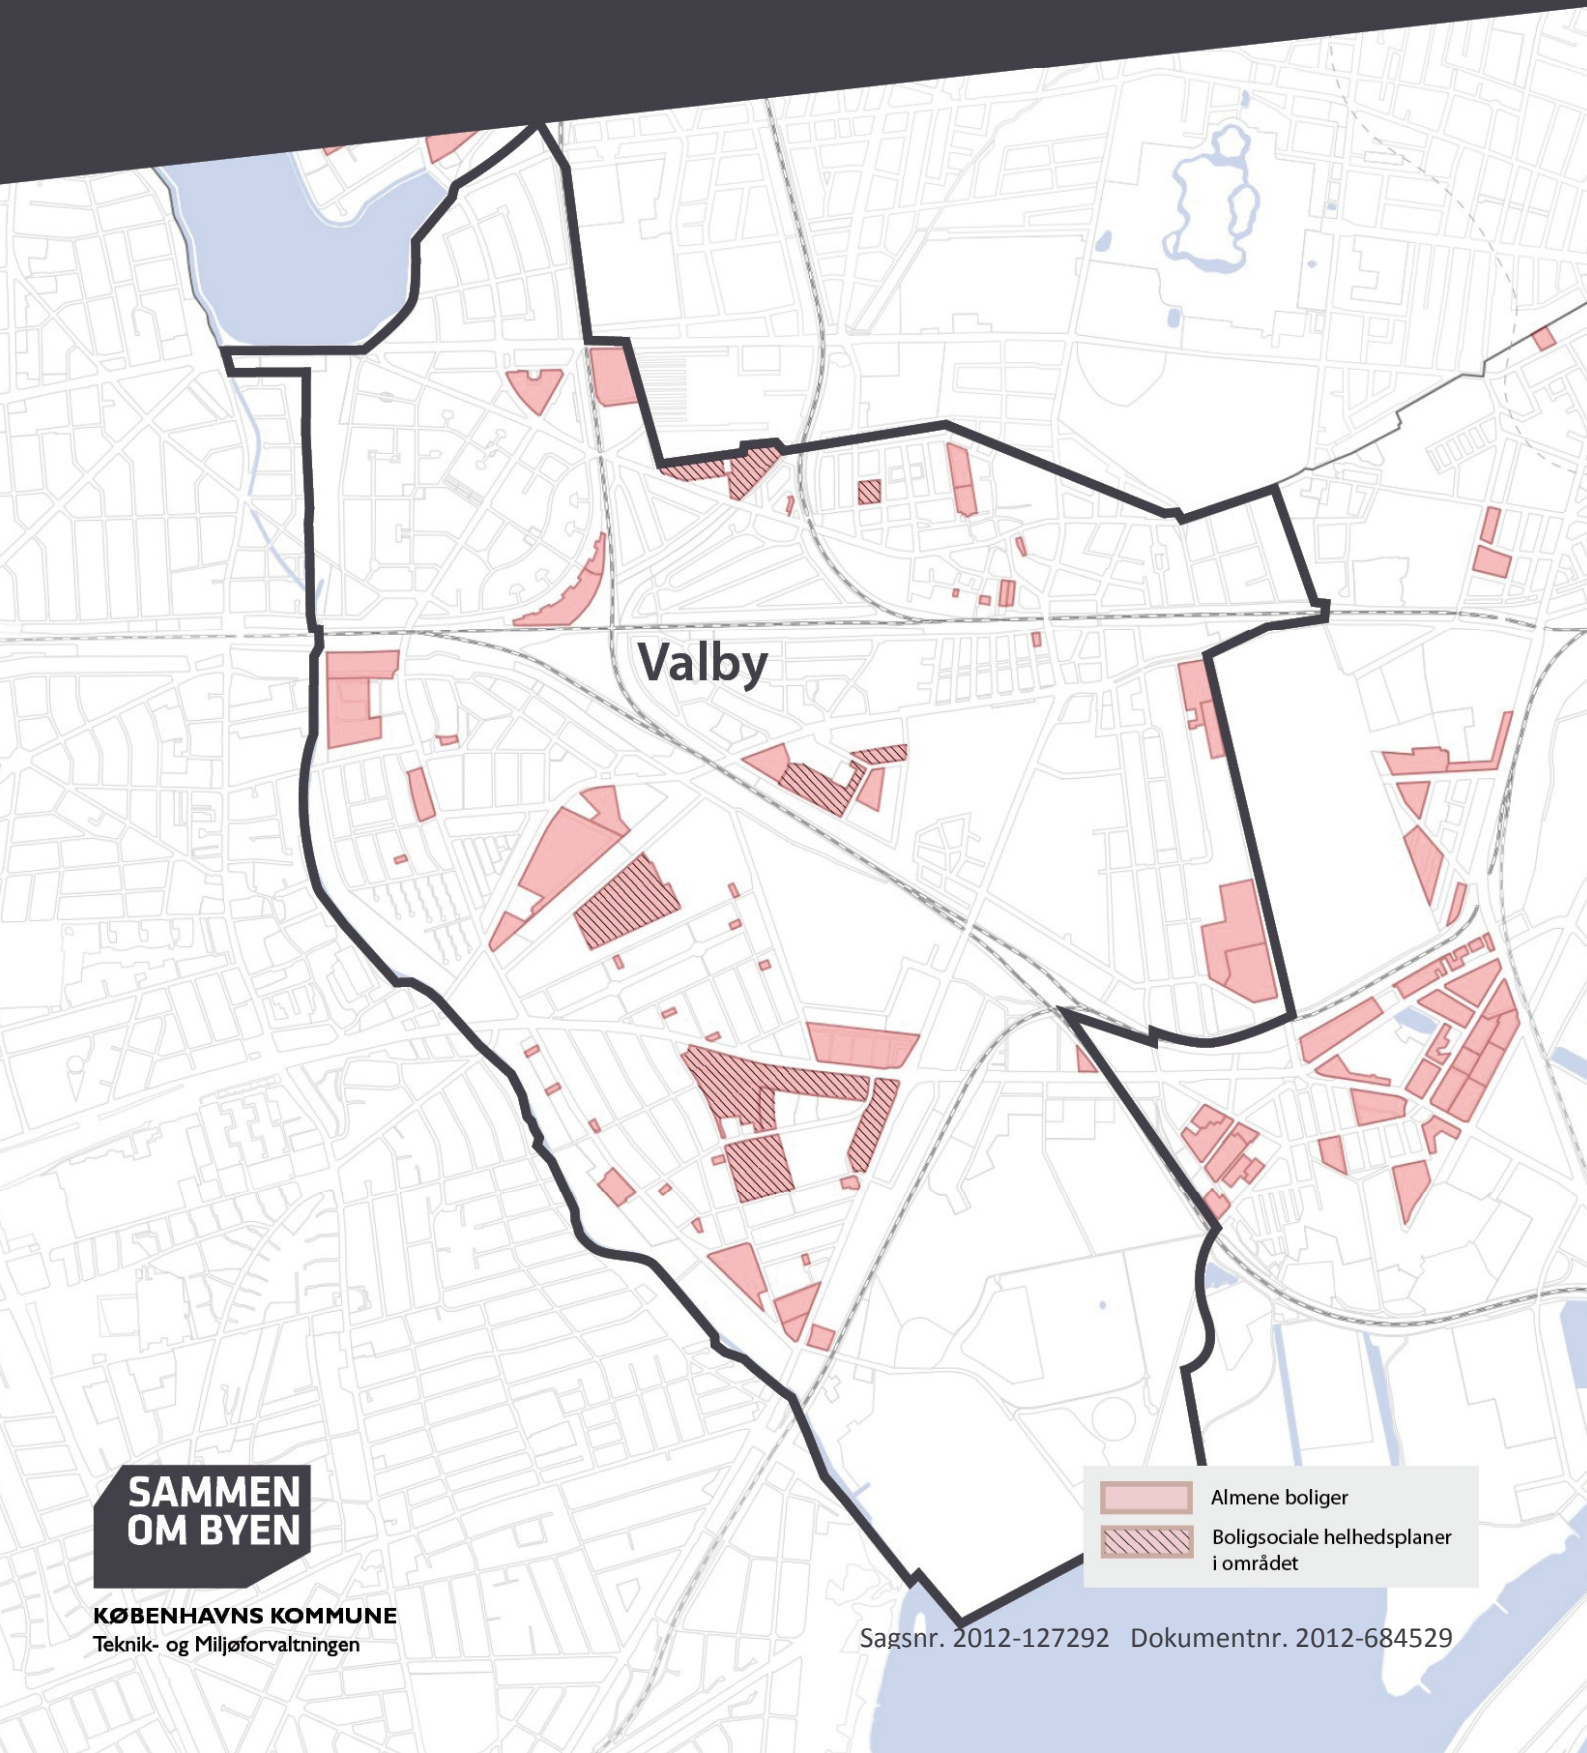 Valby
SAMMEN
OM BYEN
KØBENHAVNS KOMMUNE
Teknik- og Miljøforvaltningen
Almene boliger
Boligsociale helhedsplaner
i området
Sagsnr. 2012-127292 Dokumentnr. 2012-684529